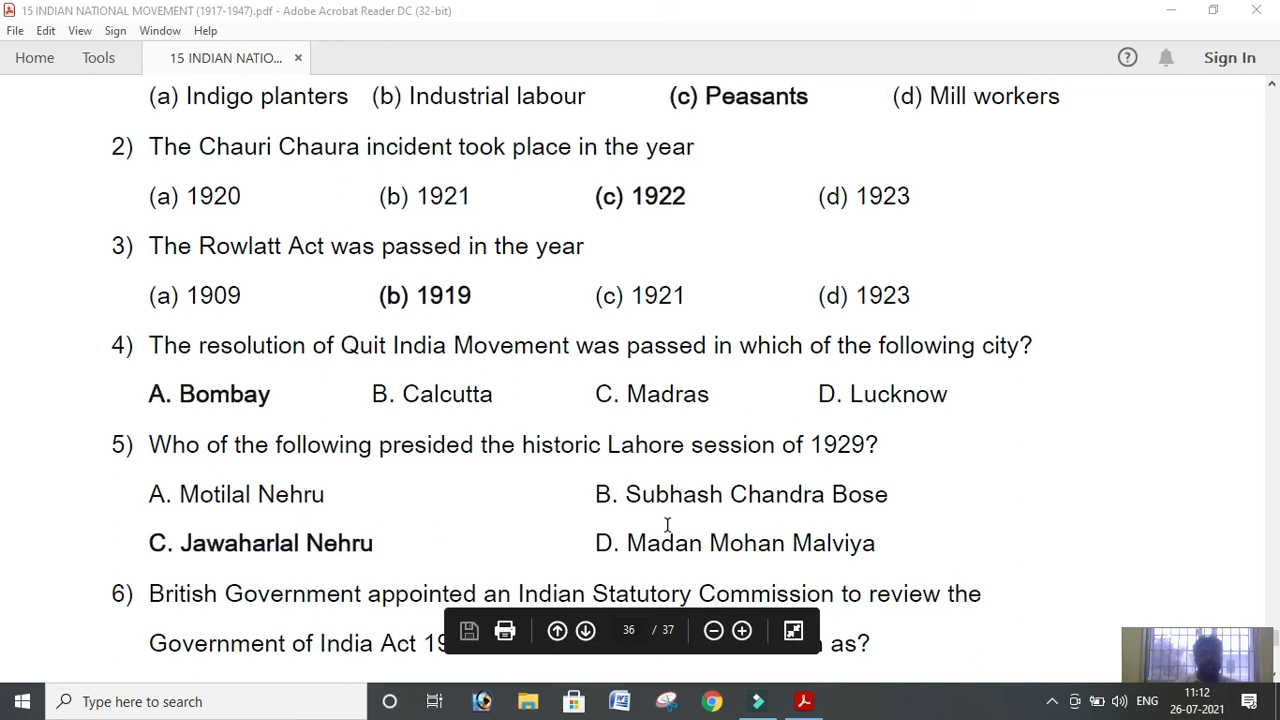 15 INDIAN NATIONAL MOVEMENT (1917-1947).pdf - Adobe Acrobat Reader DC (32-bit)
File Edit View Sign Window Help
Home Tools 15 INDIAN NATIO... × Sign In
(a) Indigo planters (b) Industrial labour (c) Peasants (d) Mill workers
2) The Chauri Chaura incident took place in the year
(a) 1920 (b) 1921 (c) 1922 (d) 1923
3) The Rowlatt Act was passed in the year
(a) 1909 (b) 1919 (c) 1921 (d) 1923
4) The resolution of Quit India Movement was passed in which of the following city?
A. Bombay B. Calcutta C. Madras D. Lucknow
5) Who of the following presided the historic Lahore session of 1929?
A. Motilal Nehru B. Subhash Chandra Bose
C. Jawaharlal Nehru D. Madan Mohan Malviya
6) British Government appointed an Indian Statutory Commission to review the
Government of India Act 19 as?
36 / 37
Type here to search
ENG
11:12
26-07-2021